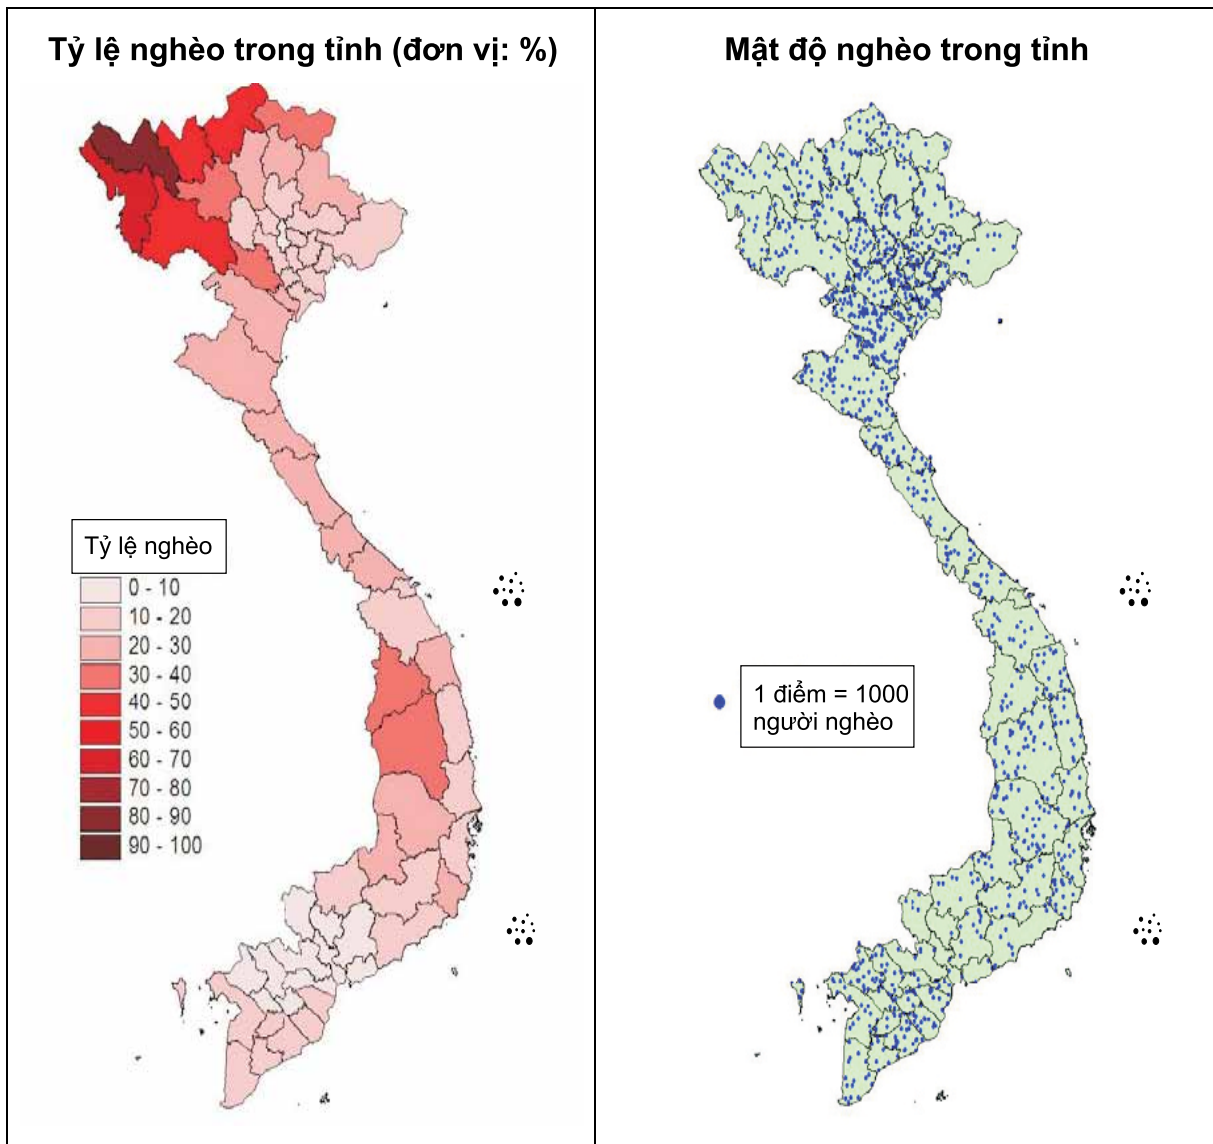 Tỷ lệ nghèo trong tỉnh (đơn vị: %)
Tỷ lệ nghèo
0 - 10
10 - 20
20 - 30
30 - 40
40 - 50
50 - 60
60 - 70
70 - 80
80 - 90
90 - 100
Mật độ nghèo trong tỉnh
1 điểm = 1000
người nghèo